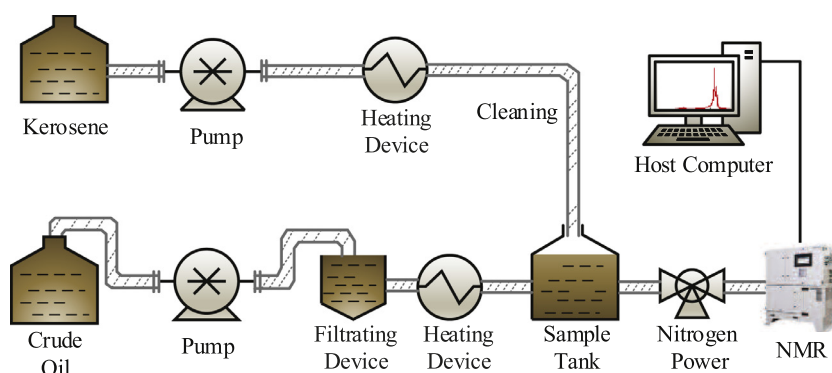 Kerosene
Pump
Heating
Device
Cleaning
Host Computer
Crude
Oil
Pump
Filtrating
Device
Heating
Device
Sample
Tank
Nitrogen
Power
NMR